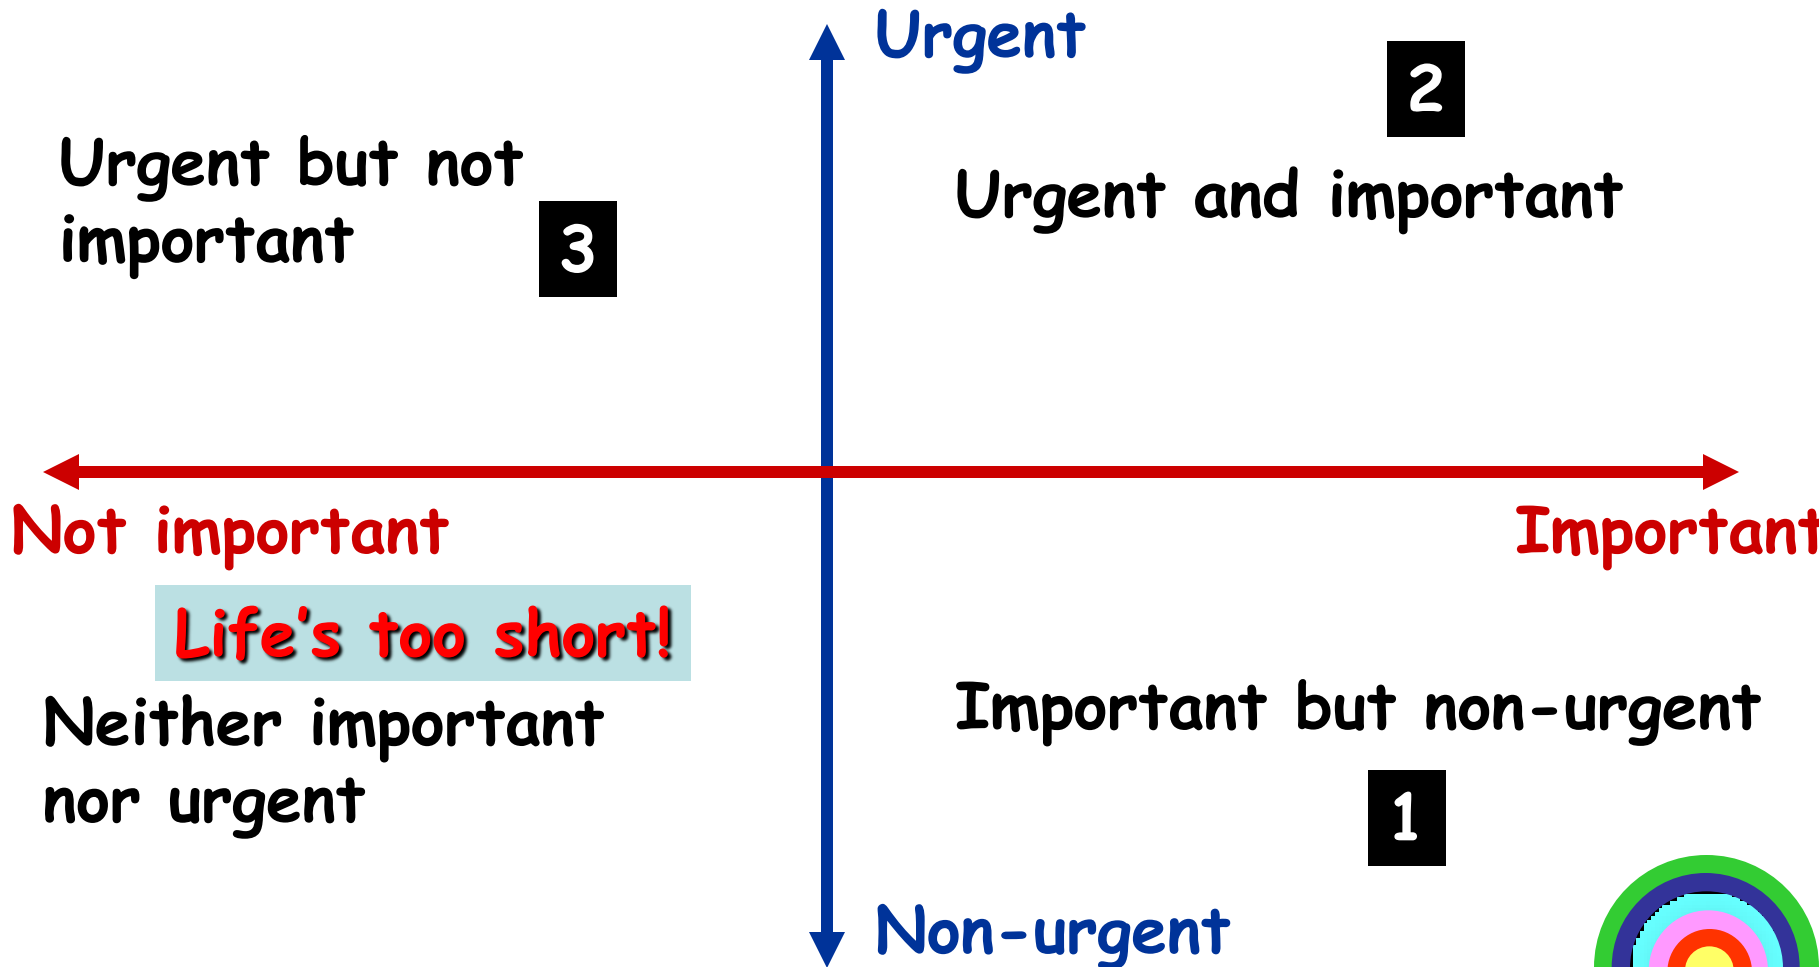 Urgent
2
Urgent but not
important
3
Urgent and important
Not important
Important
Life’s too short!
Neither important
nor urgent
Important but non-urgent
1
Non-urgent